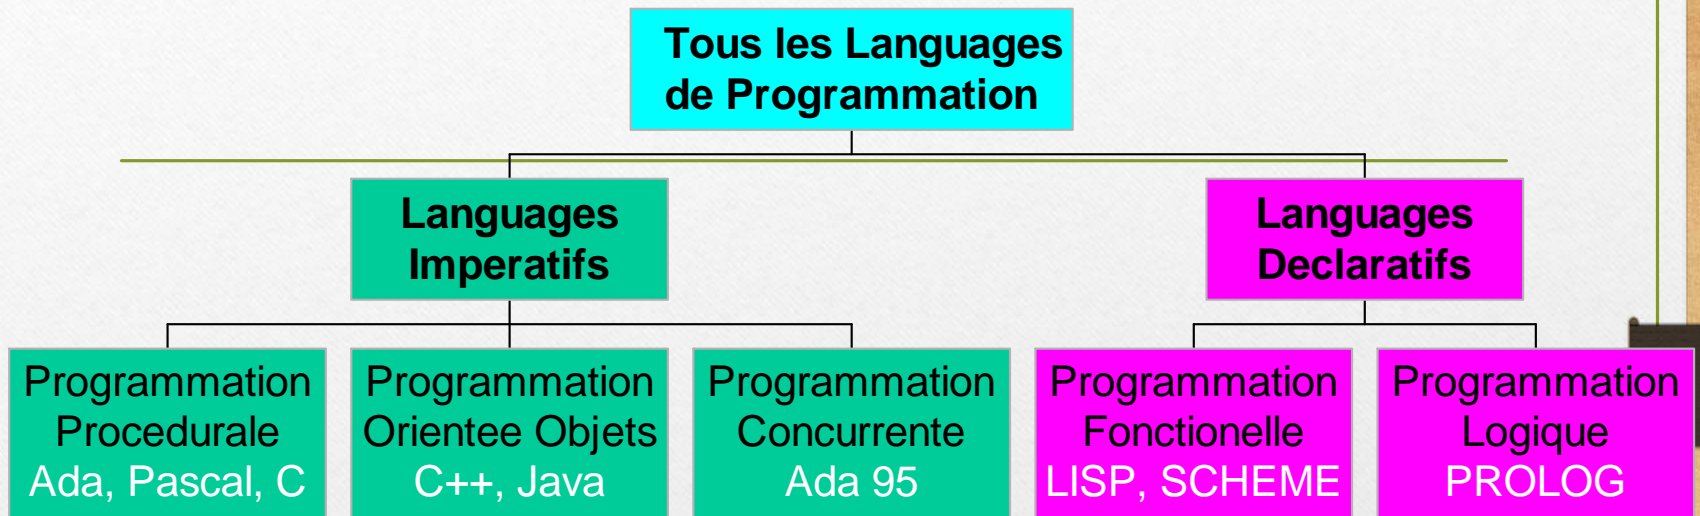 Tous les Languages
de Programmation
Languages
Imperatifs
Languages
Declaratifs
Programmation
Procedurale
Ada, Pascal, C
Programmation
Orientee Objets
C++, Java
Programmation
Concurrente
Ada 95
Programmation
Fonctionelle
LISP, SCHEME
Programmation
Logique
PROLOG